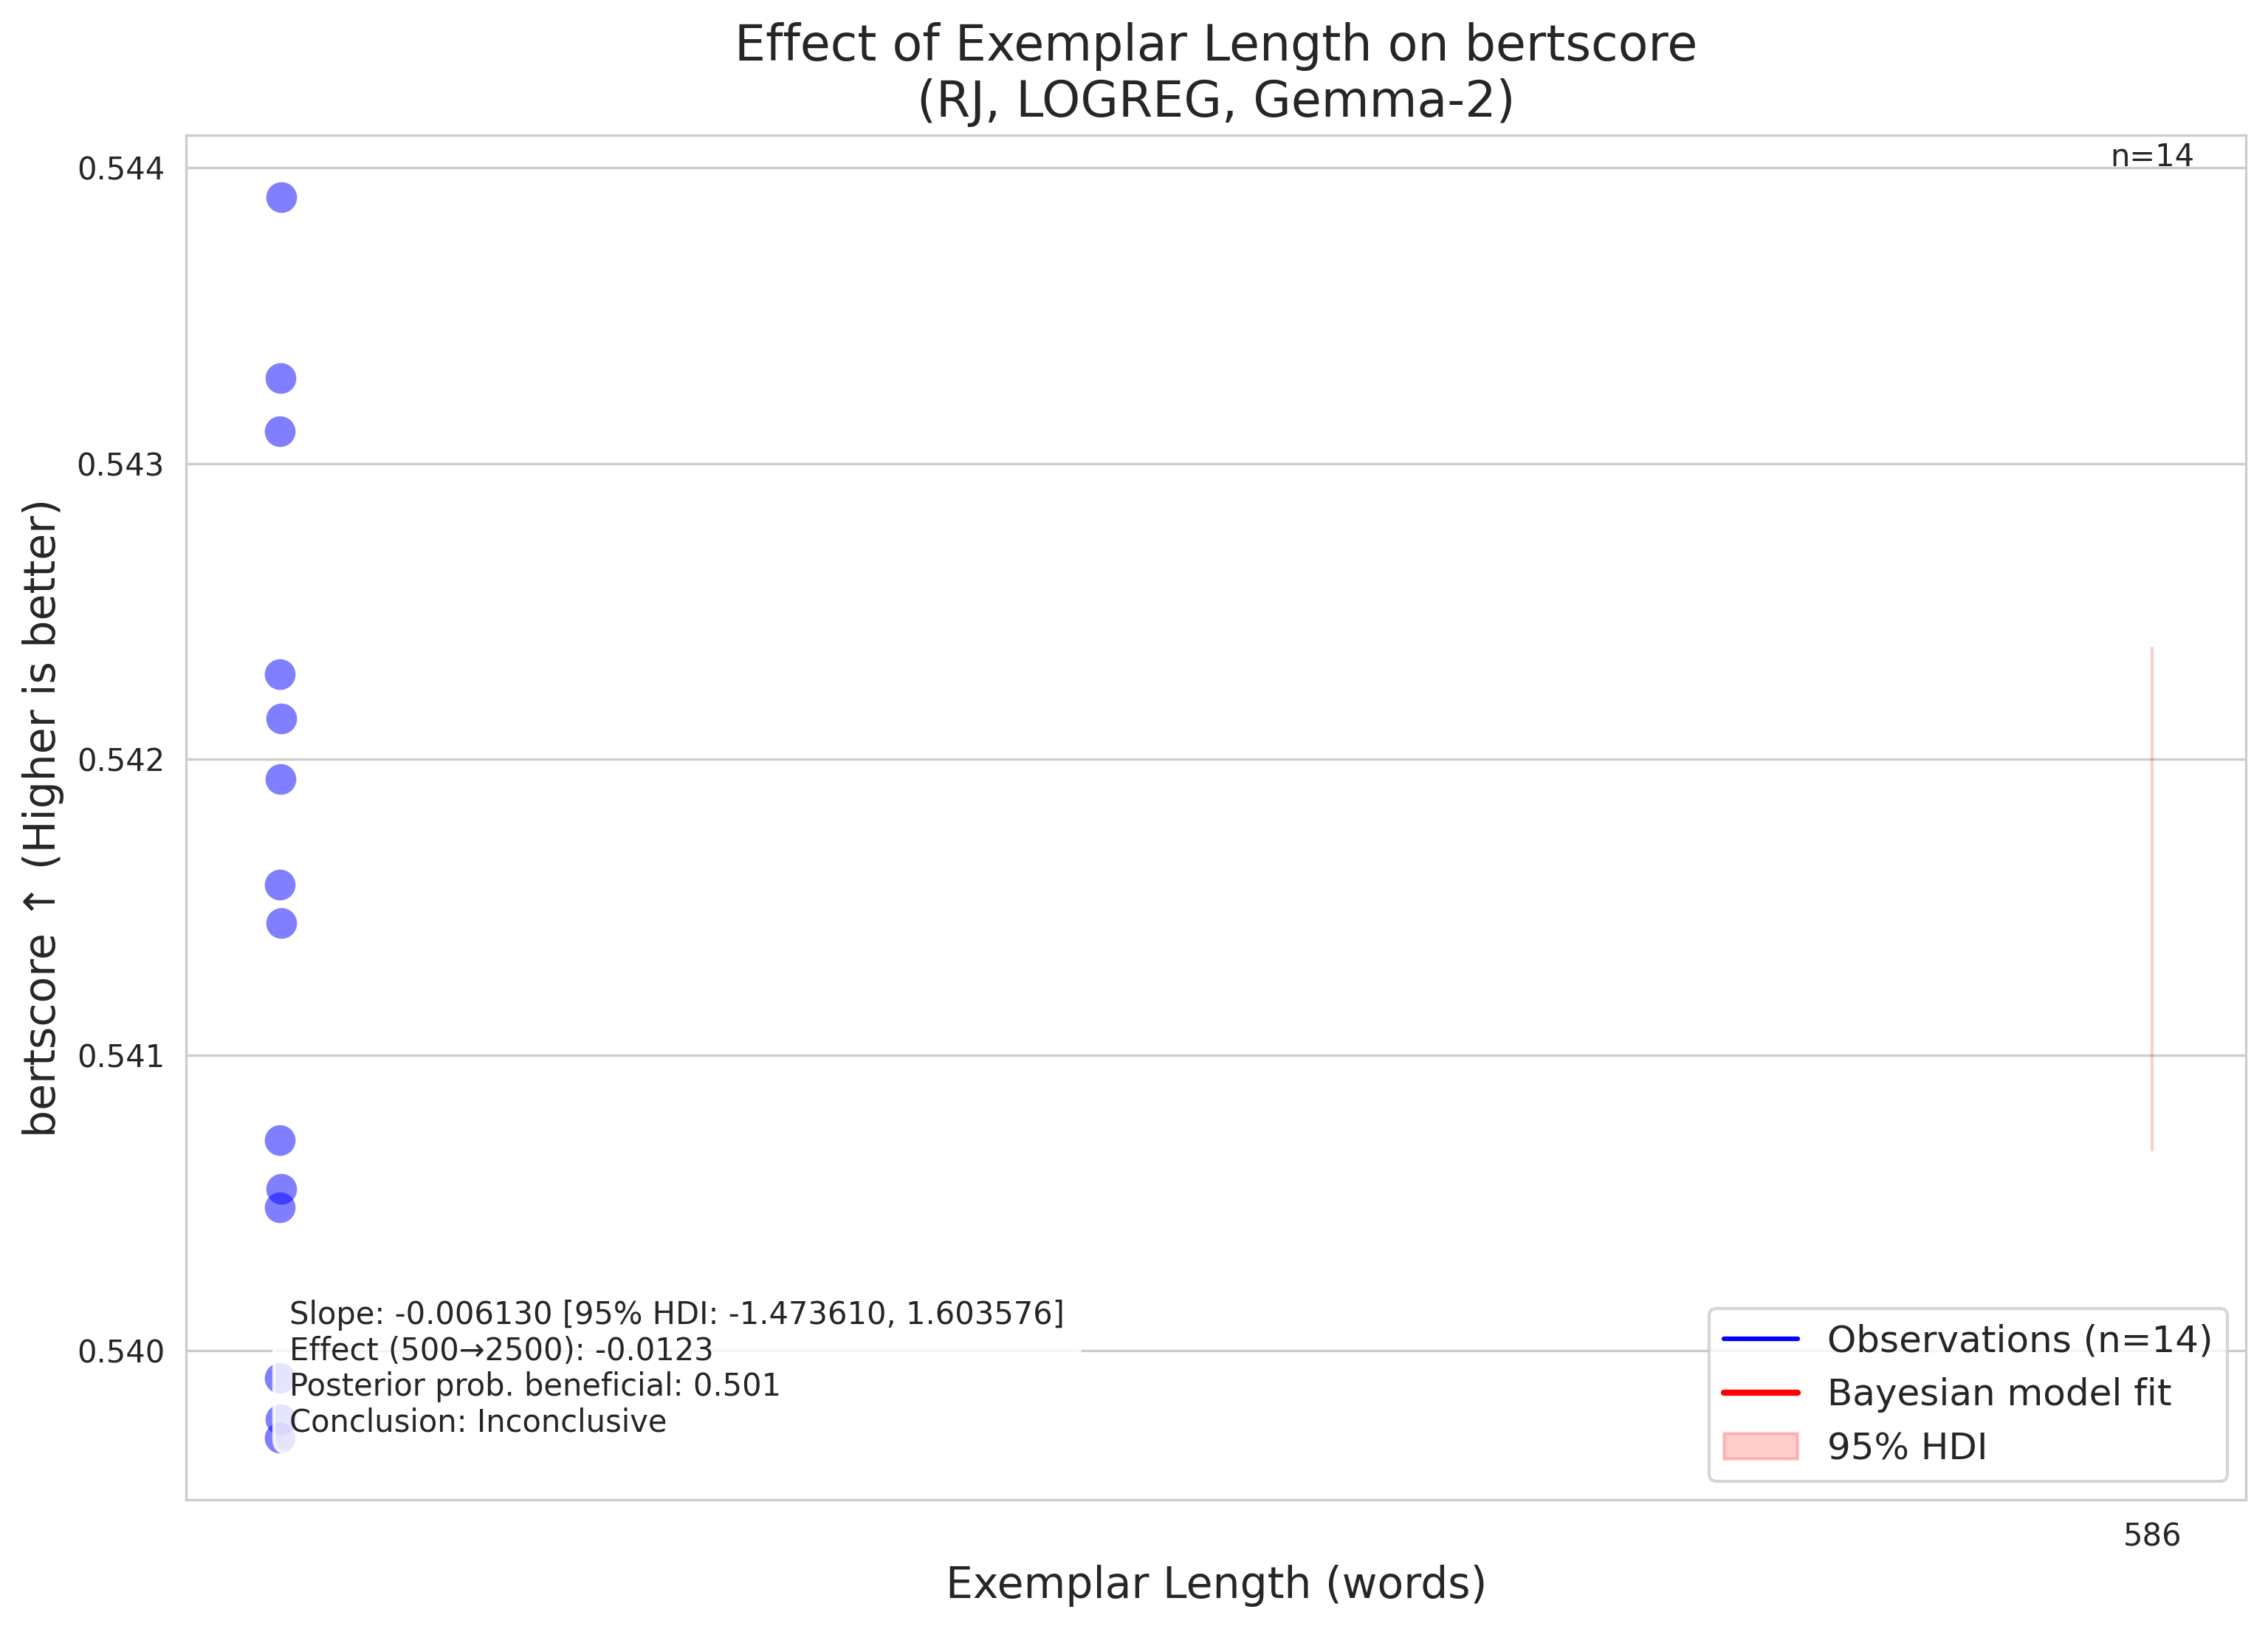 Effect of Exemplar Length on bertscore
(RJ, LOGREG, Gemma-2)
n=14
0.544
0.543
0.542
0.541
0.540
bertscore ↑ (Higher is better)
Slope: -0.006130 [95% HDI: -1.473610, 1.603576]
Effect (500→2500): -0.0123
Posterior prob. beneficial: 0.501
Conclusion: Inconclusive
Observations (n=14)
Bayesian model fit
95% HDI
586
Exemplar Length (words)